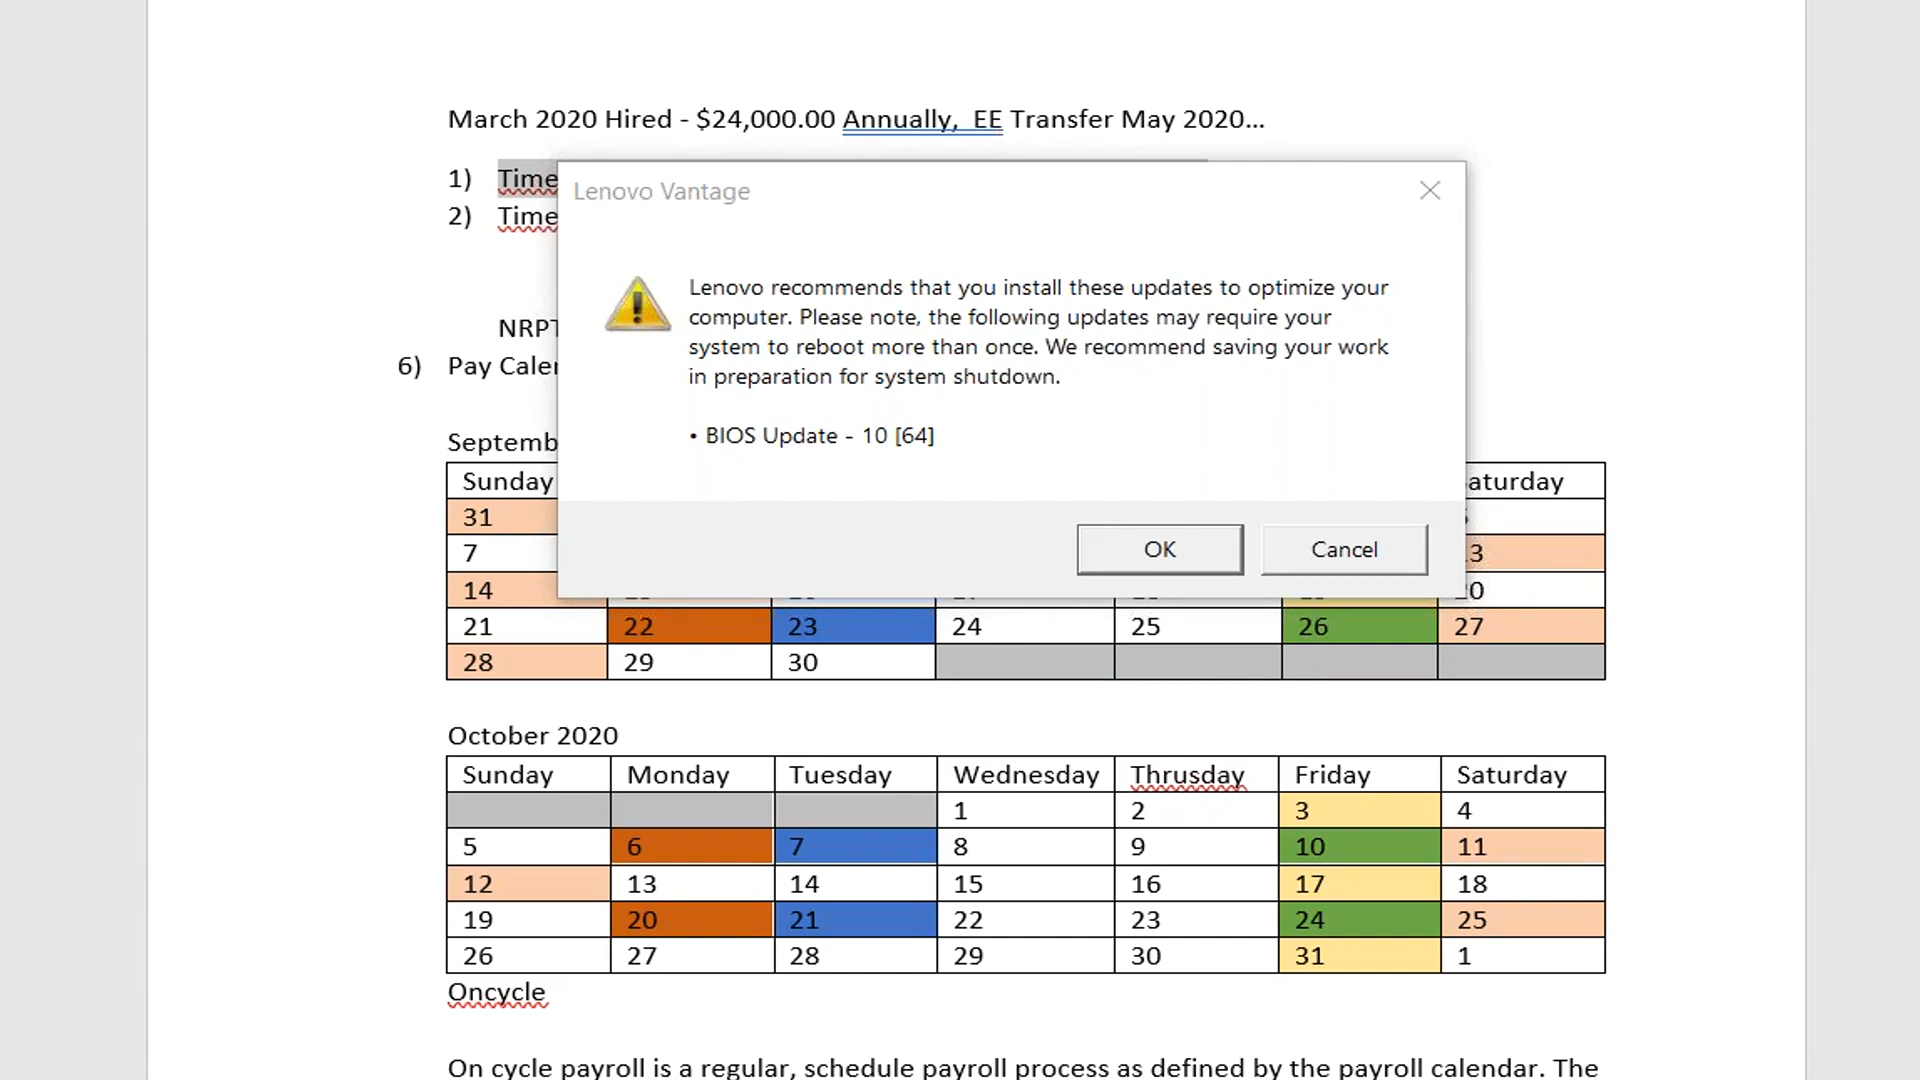 March 2020 Hired - $24,000.00 Annually,  EE Transfer May 2020...
1) Time
2) Time
Lenovo Vantage
Lenovo recommends that you install these updates to optimize your
computer. Please note, the following updates may require your
system to reboot more than once. We recommend saving your work
in preparation for system shutdown.
• BIOS Update - 10 [64]
OK Cancel
NRPT
6) Pay Calen
Septemb
Sunday aturday
31
7 3
14 0
21 22 23 24 25 26 27
28 29 30
October 2020
Sunday Monday Tuesday Wednesday Thrusday Friday Saturday
1 2 3 4
5 6 7 8 9 10 11
12 13 14 15 16 17 18
19 20 21 22 23 24 25
26 27 28 29 30 31 1
Oncycle
On cycle payroll is a regular, schedule payroll process as defined by the payroll calendar. The